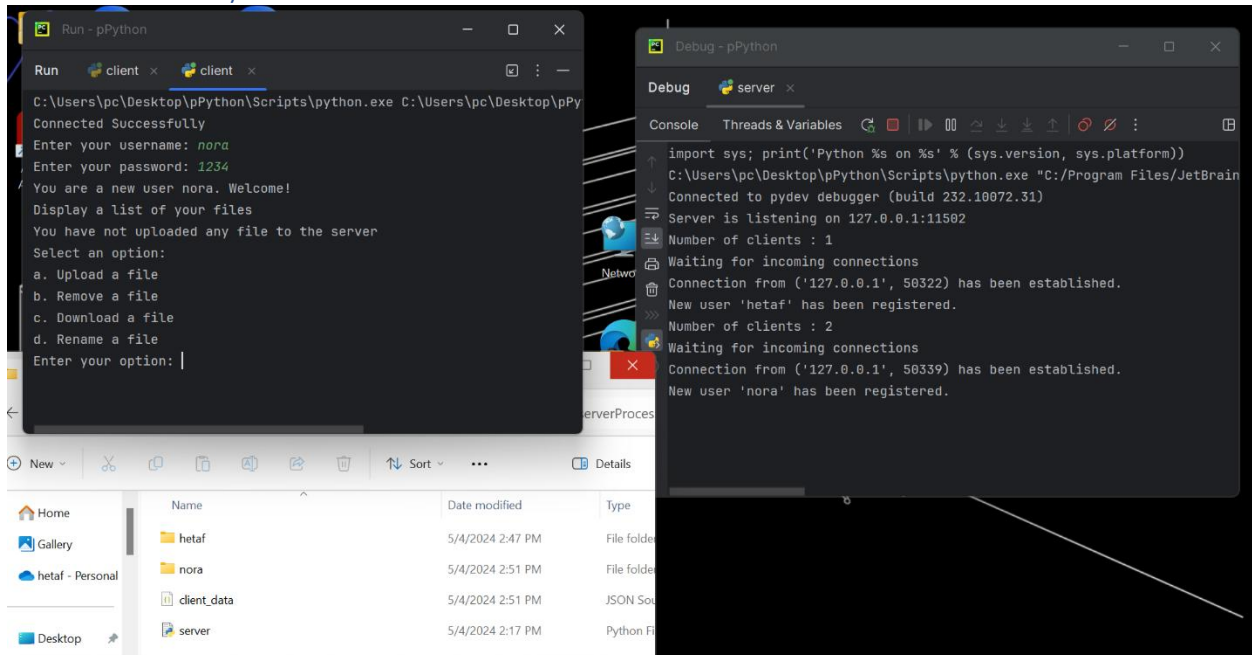 Run - pPython
Run client × client ×
C:\Users\pc\Desktop\pPython\Scripts\python.exe C:\Users\pc\Desktop\pPy
Connected Successfully
Enter your username: nora
Enter your password: 1234
You are a new user nora. Welcome!
Display a list of your files
You have not uploaded any file to the server
Select an option:
a. Upload a file
b. Remove a file
c. Download a file
d. Rename a file
Enter your option:
Debug - pPython
Debug server ×
Console Threads & Variables
import sys; print('Python %s on %s' % (sys.version, sys.platform))
C:\Users\pc\Desktop\pPython\Scripts\python.exe "C:/Program Files/JetBrain
Connected to pydev debugger (build 232.10072.31)
Server is listening on 127.0.0.1:11502
Number of clients : 1
Waiting for incoming connections
Connection from ('127.0.0.1', 50322) has been established.
New user 'hetaf' has been registered.
Number of clients : 2
Waiting for incoming connections
Connection from ('127.0.0.1', 50339) has been established.
New user 'nora' has been registered.
Netwo
erverProces
New Sort Details
Name Date modified Type
Home
Gallery
hetaf - Personal
Desktop
hetaf 5/4/2024 2:47 PM File folde
nora 5/4/2024 2:51 PM File folde
client_data 5/4/2024 2:51 PM JSON Sou
server 5/4/2024 2:17 PM Python Fi